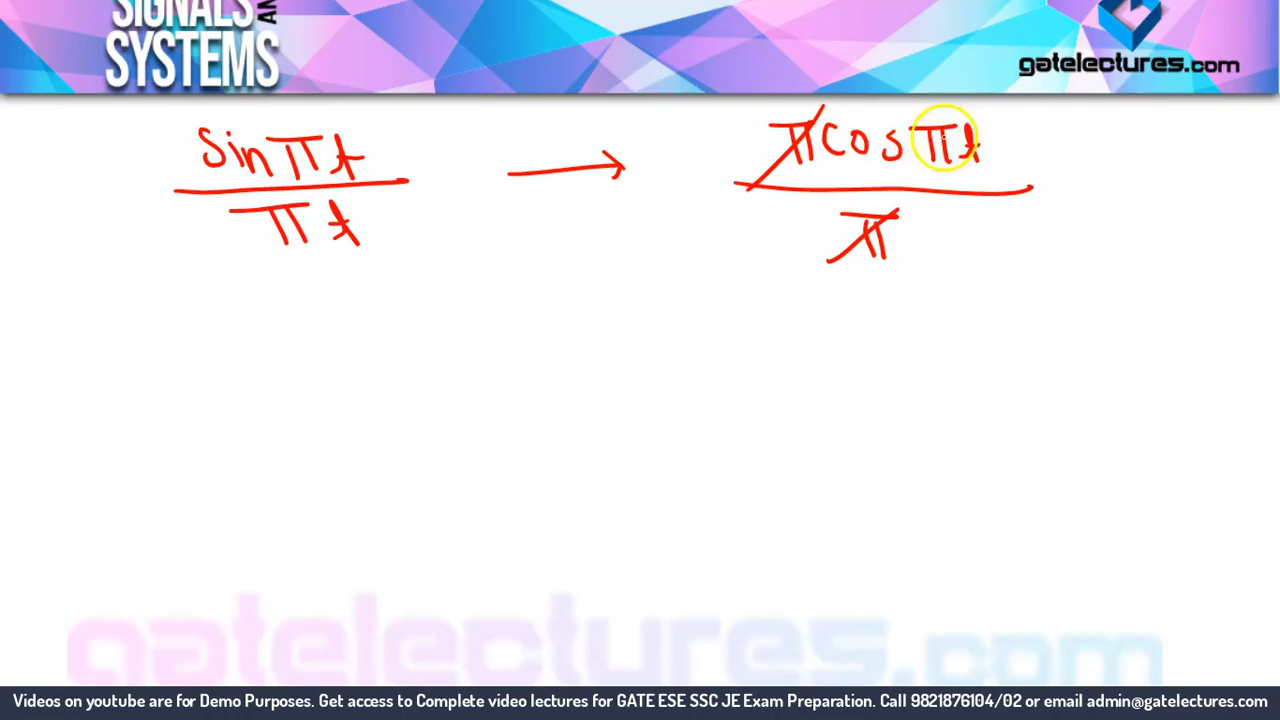 SIGNALS AND
SYSTEMS
gatelectures.com
sin πt → π cos πt
πt π
gatelectures.com
Videos on youtube are for Demo Purposes. Get access to Complete video lectures for GATE ESE SSC JE Exam Preparation. Call 9821876104/02 or email admin@gatelectures.com